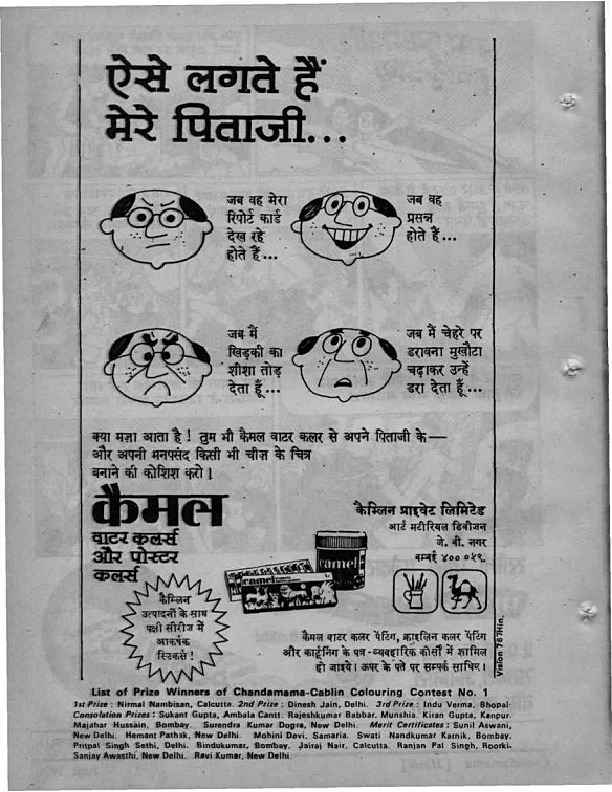 ऐसे लगते हैं
मेरे पिताजी...
जब वह मेरा
रिपोर्ट कार्ड
देख रहे
होते हैं...
जब वह
प्रसन्न
होते हैं...
जब मैं
खिड़की का
शीशा तोड़
देता हूँ...
जब मैं चेहरे पर
डरावना मुखौटा
चढ़ाकर उन्हें
डरा देता हूँ...
क्या मज़ा आता है ! तुम भी कैमल वाटर कलर से अपने पिताजी के—
और अपनी मनपसंद किसी भी चीज़ के चित्र
बनाने की कोशिश करो ।
कैमल
वाटर कलर्स
और पोस्टर
कलर्स
कैम्लिन
उत्पादनों के साथ
पक्षी सीरीज में
आकर्षक
स्टिकर्स !
camel
camel
कैम्लिन प्राइवेट लिमिटेड
आर्ट मटीरियल डिवीजन
जे. बी. नगर
बम्बई ४०० ०५९.
कैमल वाटर कलर पेंटिंग, क्राइलिन कलर पेंटिंग
और कार्टूनिंग के पत्र-व्यवहारिक कोर्सों में शामिल
हो जाइये। ऊपर के पते पर सम्पर्क साधिए।
Vision 767Hin.
List of Prize Winners of Chandamama-Cablin Colouring Contest No. 1
1st Prize : Nirmal Nambisan, Calcutta. 2nd Prize : Dinesh Jain, Delhi. 3rd Prize : Indu Verma, Bhopal
Consolation Prizes : Sukant Gupta, Ambala Cantt. Rajeshkumar Babbar, Munshia. Kiran Gupta, Kanpur.
Mazahar Hussain, Bombay. Surendra Kumar Dogra, New Delhi. Merit Certificates : Sunil Aswani,
New Delhi. Hemant Pathak, New Delhi. Mohini Devi, Samaria. Swati Nandkumar Karnik, Bombay.
Pritpal Singh Sethi, Delhi. Bindukumar, Bombay. Jairaj Nair, Calcutta. Ranjan Pal Singh, Roorki.
Sanjay Awasthi, New Delhi. Ravi Kumar, New Delhi